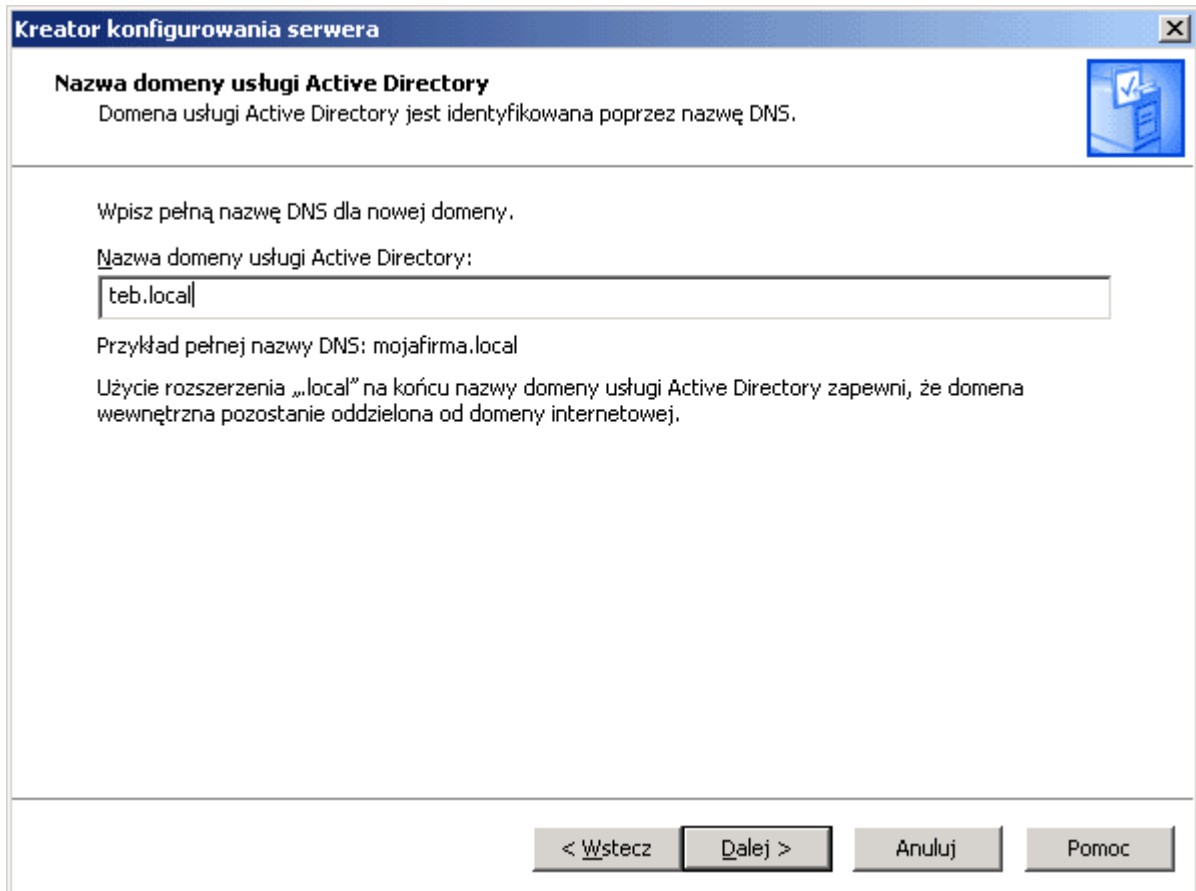 Kreator konfigurowania serwera
Nazwa domeny usługi Active Directory
Domena usługi Active Directory jest identyfikowana poprzez nazwę DNS.
Wpisz pełną nazwę DNS dla nowej domeny.
Nazwa domeny usługi Active Directory:
teb.local
Przykład pełnej nazwy DNS: mojafirma.local
Użycie rozszerzenia „.local” na końcu nazwy domeny usługi Active Directory zapewni, że domena
wewnętrzna pozostanie oddzielona od domeny internetowej.
< Wstecz Dalej > Anuluj Pomoc